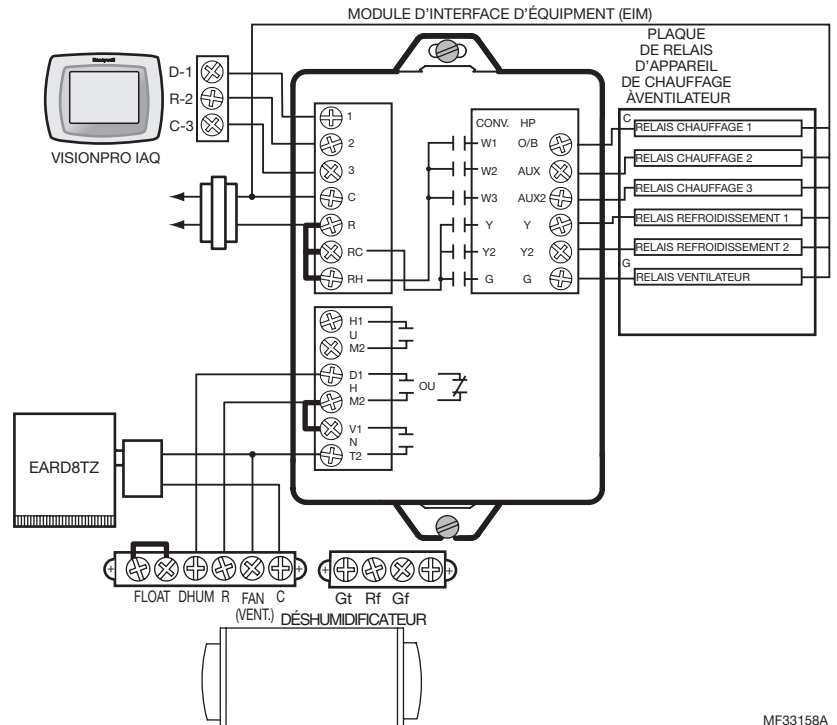 MODULE D'INTERFACE D'ÉQUIPMENT (EIM)
PLAQUE
DE RELAIS
D'APPAREIL
DE CHAUFFAGE
ÀVENTILATEUR
Honeywell
D-1
R-2
C-3
VISIONPRO IAQ
1
2
3
C
R
RC
RH
CONV. HP
W1 O/B
W2 AUX
W3 AUX2
Y Y
Y2 Y2
G G
C
RELAIS CHAUFFAGE 1
RELAIS CHAUFFAGE 2
RELAIS CHAUFFAGE 3
RELAIS REFROIDISSEMENT 1
RELAIS REFROIDISSEMENT 2
G
RELAIS VENTILATEUR
H1
U
M2
D1
H
M2
V1
N
T2
OU
EARD8TZ
FLOAT DHUM R FAN C
(VENT.)
Gt Rf Gf
DÉSHUMIDIFICATEUR
MF33158A